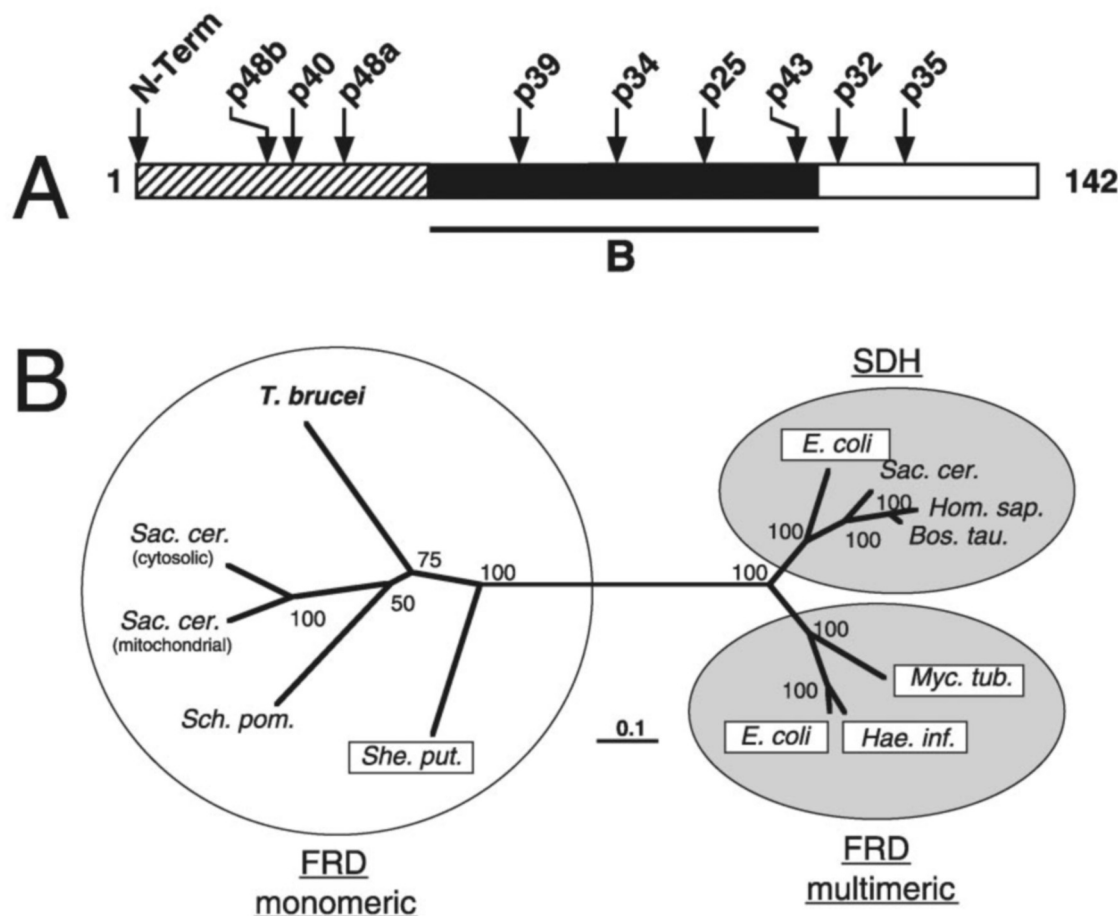 A
N-Term
p48b
p40
p48a
p39
p34
p25
p43
p32
p35
1
142
B
B
T. brucei
Sac. cer.
(cytosolic)
Sac. cer.
(mitochondrial)
Sch. pom.
She. put.
75
100
50
100
FRD
monomeric
0.1
SDH
E. coli
Sac. cer.
100
Hom. sap.
Bos. tau.
100
100
100
100
Myc. tub.
100
E. coli
Hae. inf.
FRD
multimeric